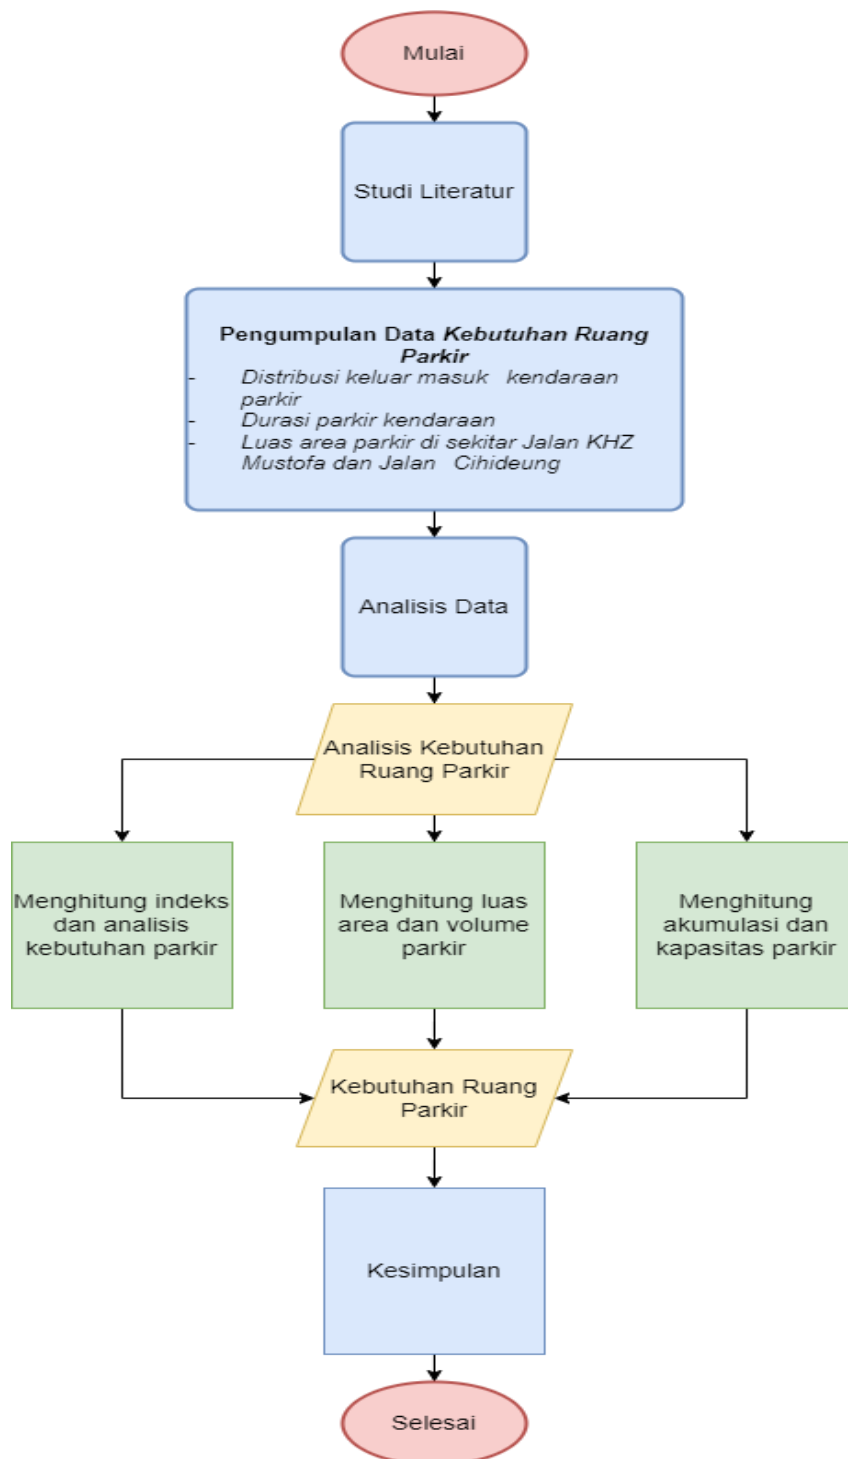 Mulai
Studi Literatur
Pengumpulan Data Kebutuhan Ruang
Parkir
- Distribusi keluar masuk kendaraan
parkir
- Durasi parkir kendaraan
- Luas area parkir di sekitar Jalan KHZ
Mustofa dan Jalan Cihideung
Analisis Data
Analisis Kebutuhan
Ruang Parkir
Menghitung indeks
dan analisis
kebutuhan parkir
Menghitung luas
area dan volume
parkir
Menghitung
akumulasi dan
kapasitas parkir
Kebutuhan Ruang
Parkir
Kesimpulan
Selesai